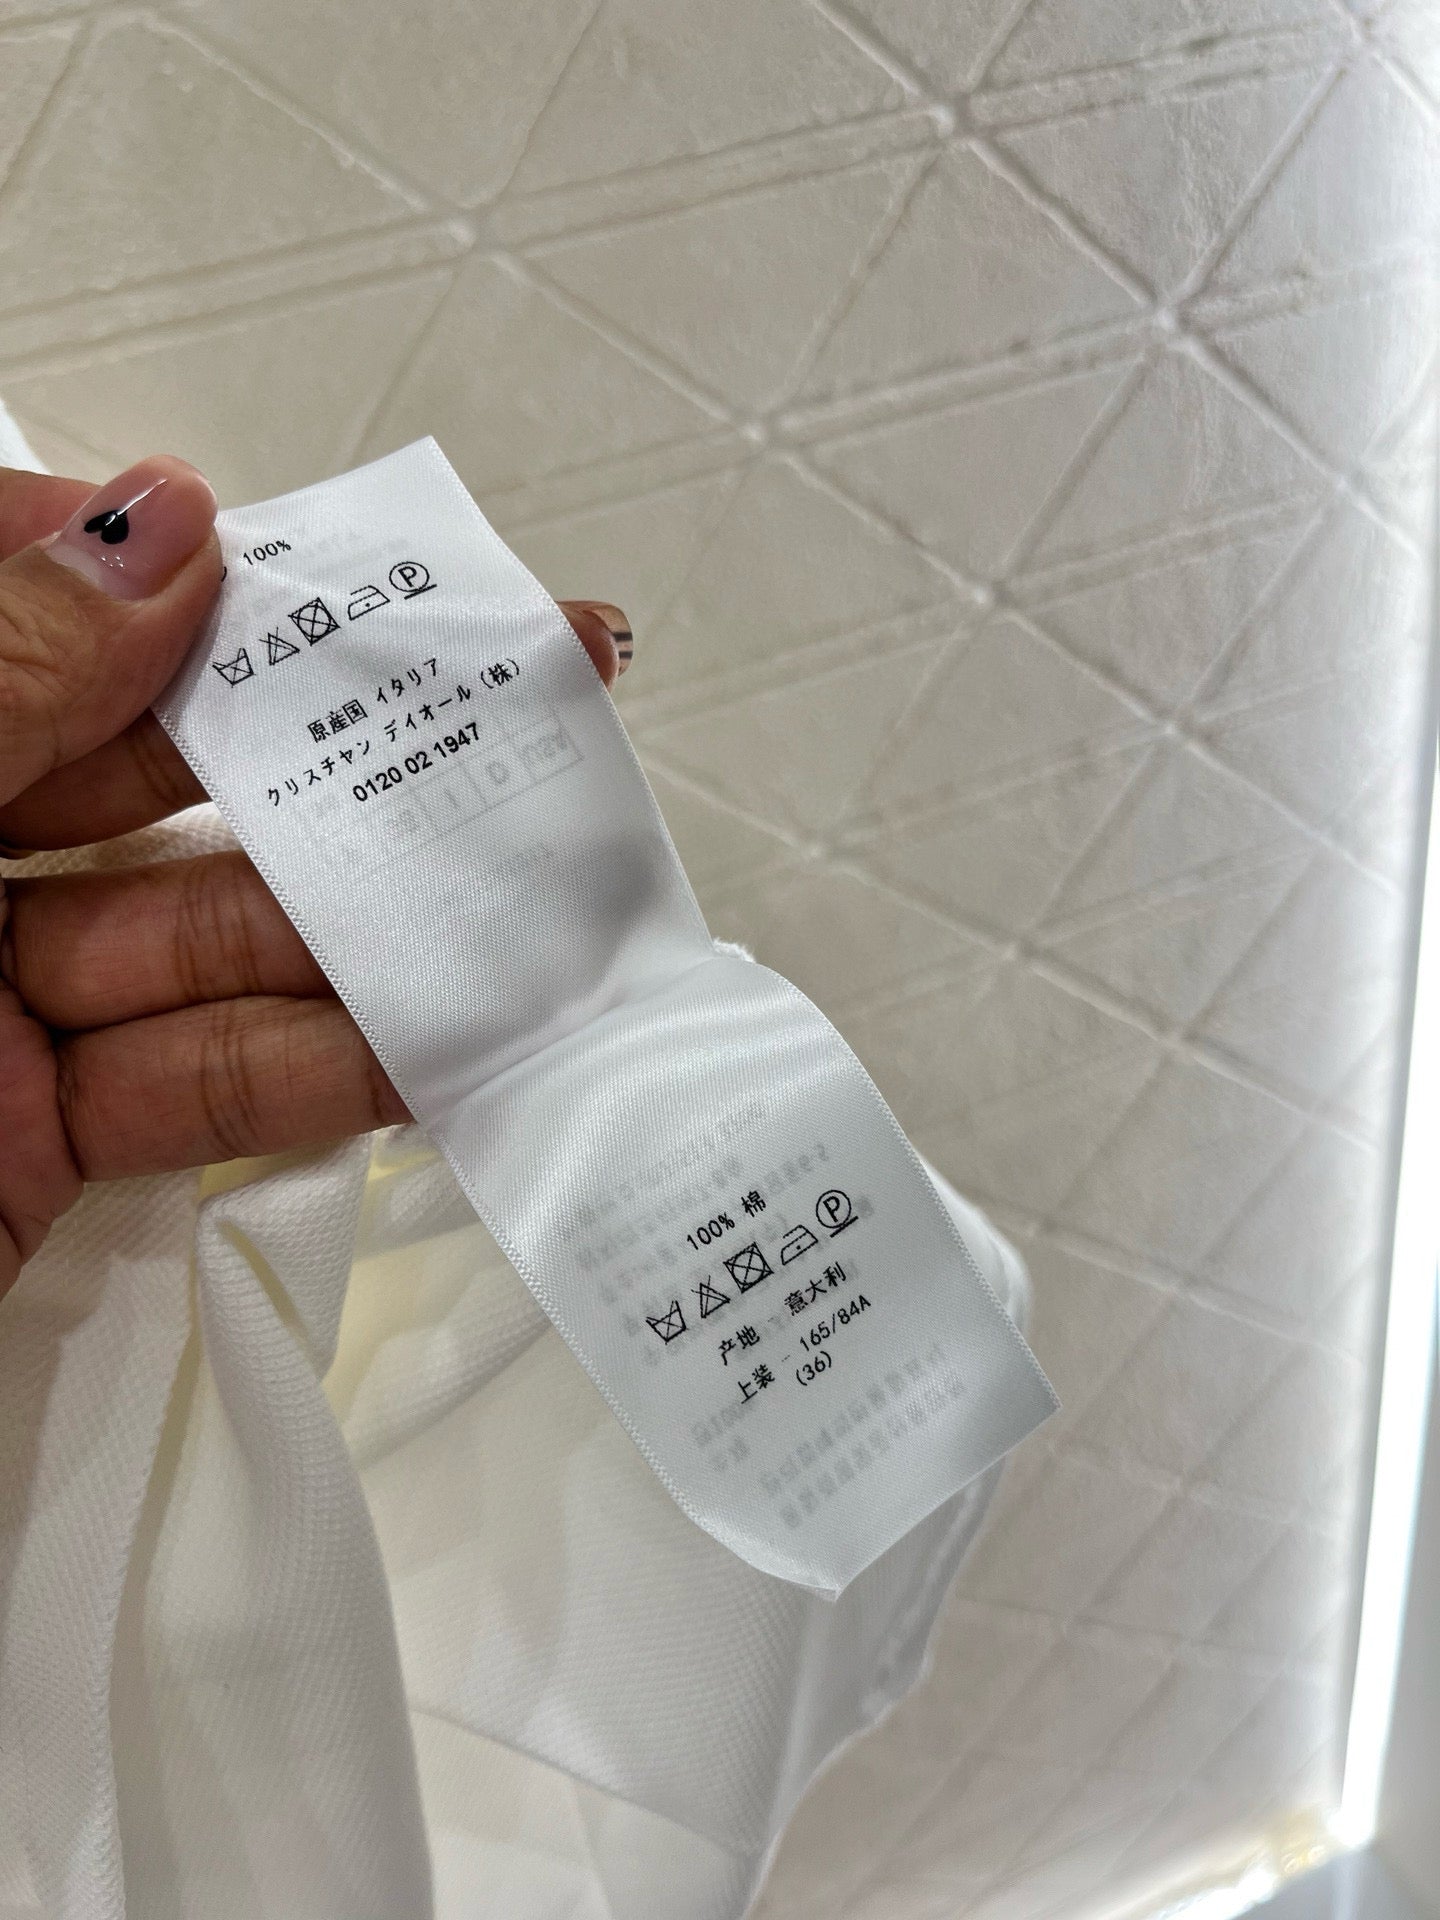 100%
P
原産国 イタリア
クリスチャン ディオール (株)
0120 02 1947
100% 棉
P
产地 - 意大利
上装 - 165/84A
(36)